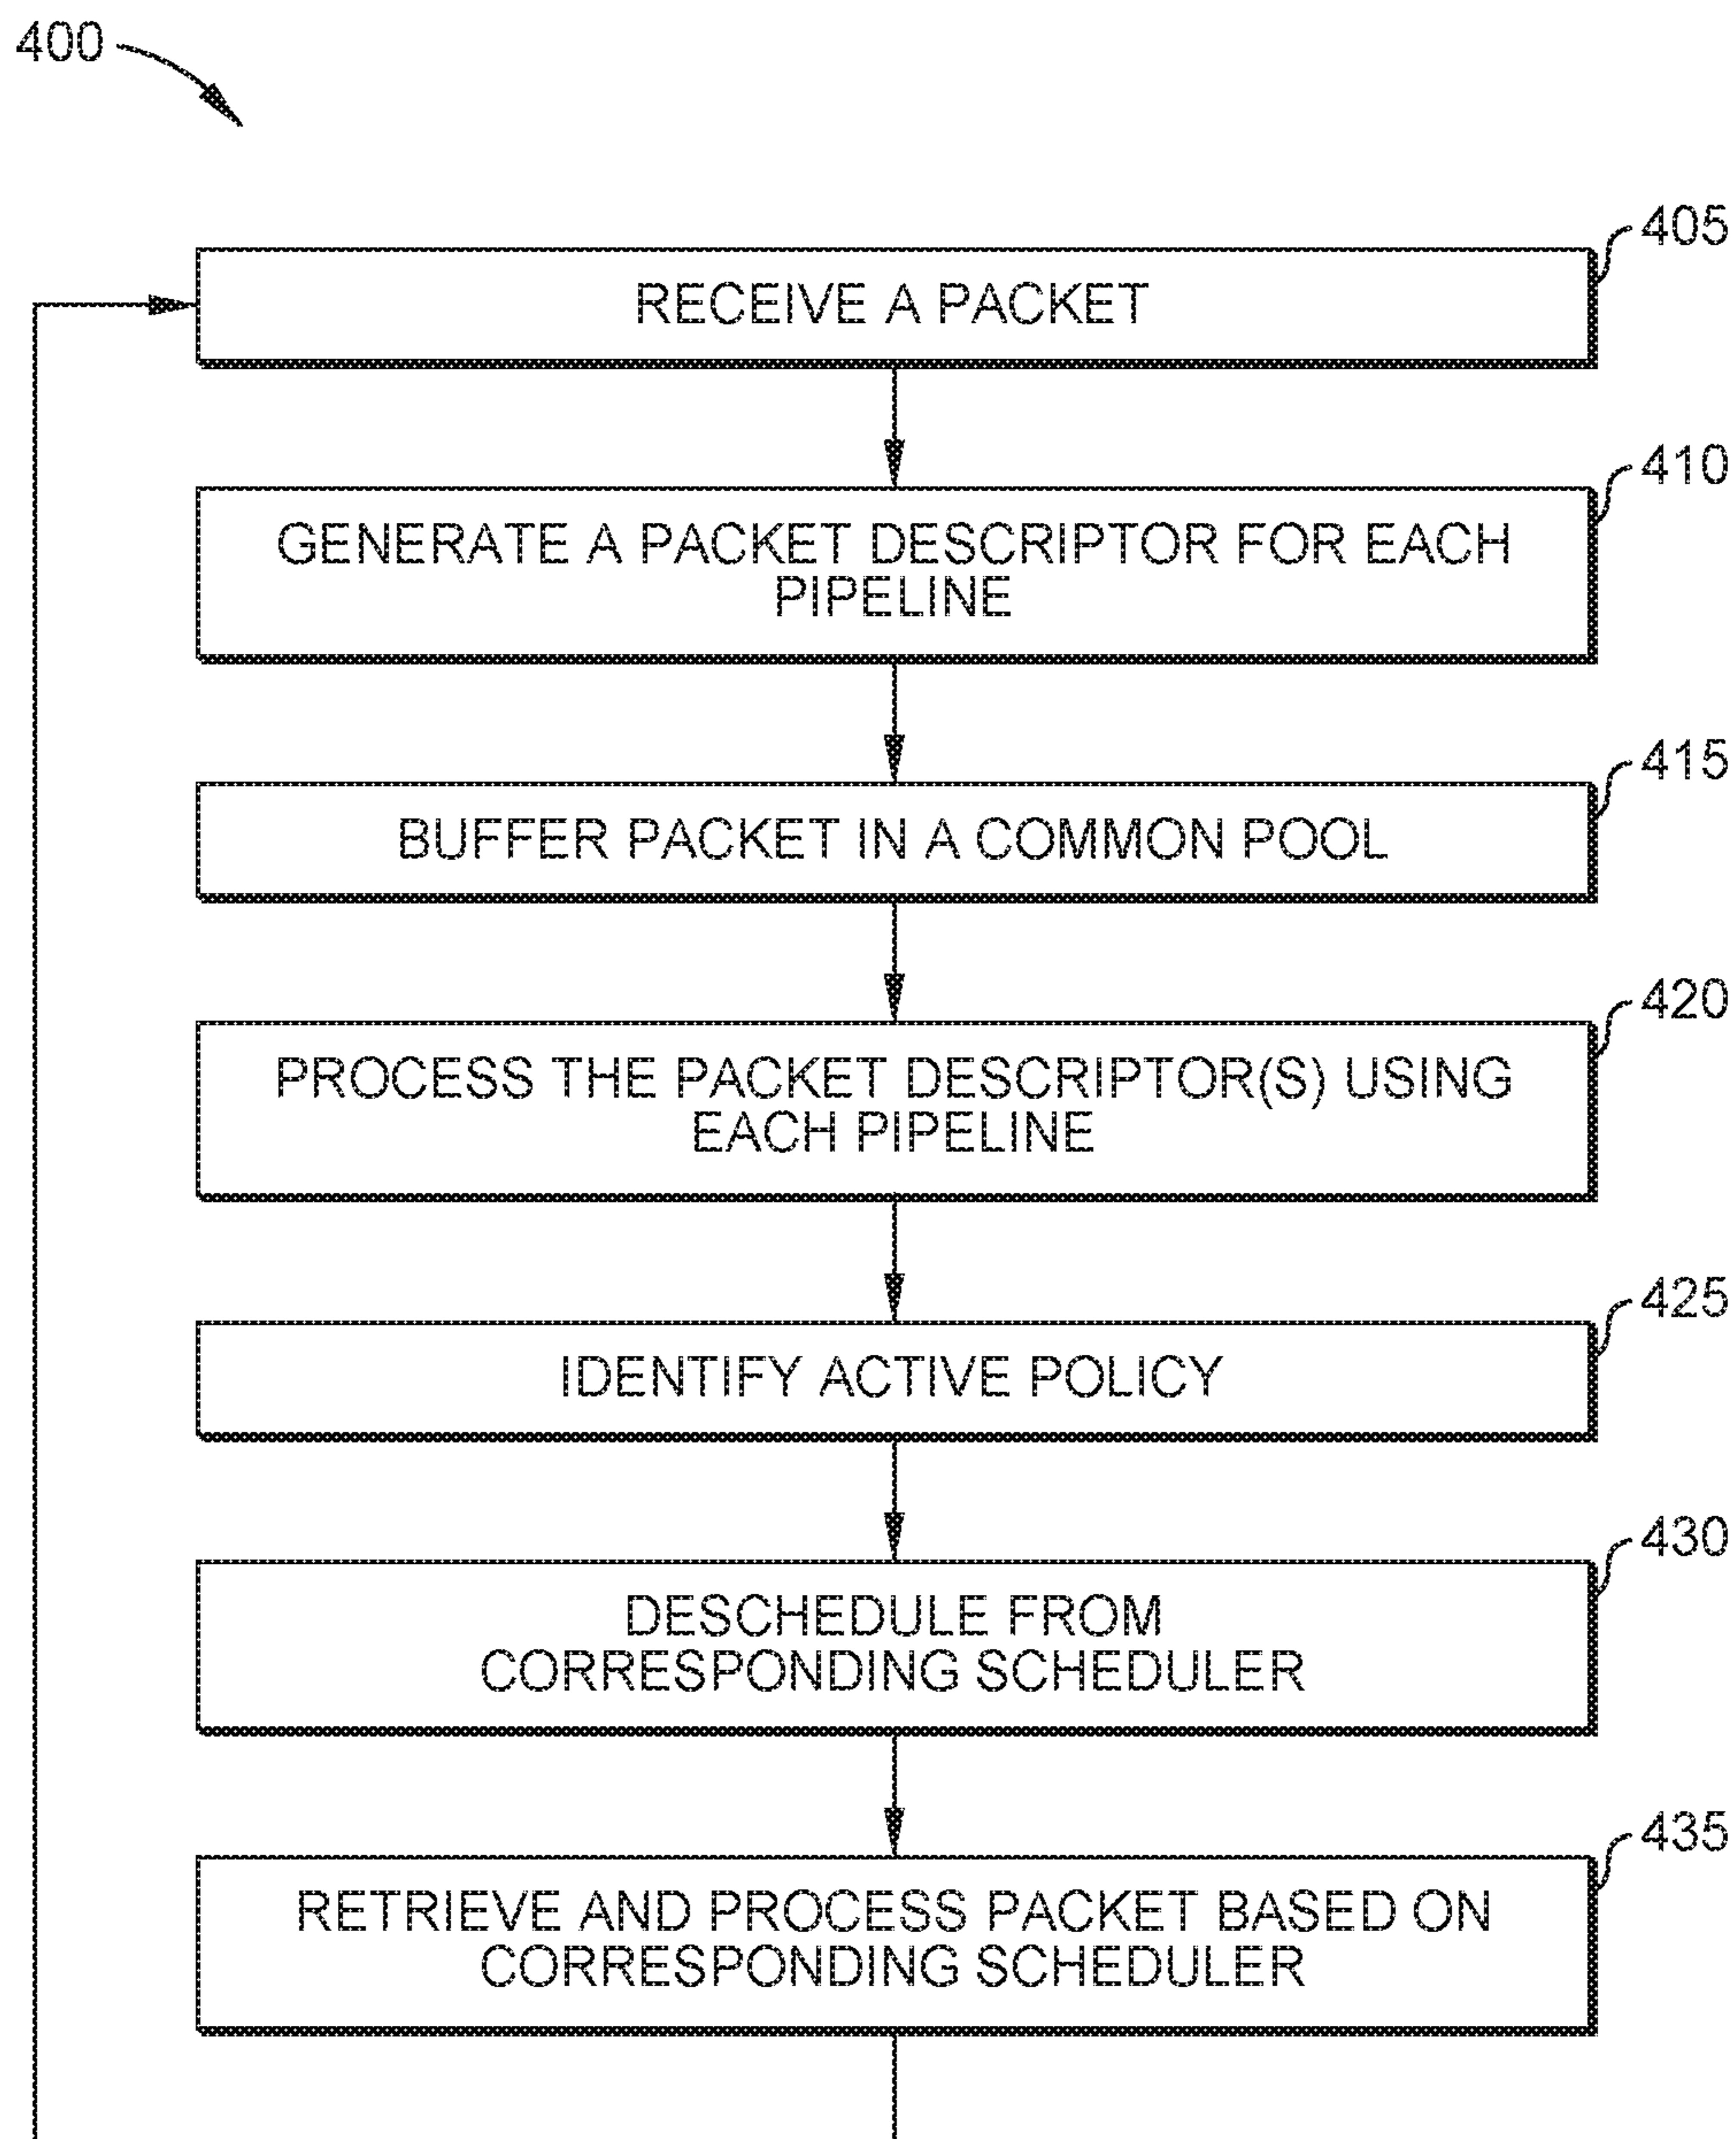 400
405
RECEIVE A PACKET
410
GENERATE A PACKET DESCRIPTOR FOR EACH
PIPELINE
415
BUFFER PACKET IN A COMMON POOL
420
PROCESS THE PACKET DESCRIPTOR(S) USING
EACH PIPELINE
425
IDENTIFY ACTIVE POLICY
430
DESCHEDULE FROM
CORRESPONDING SCHEDULER
435
RETRIEVE AND PROCESS PACKET BASED ON
CORRESPONDING SCHEDULER